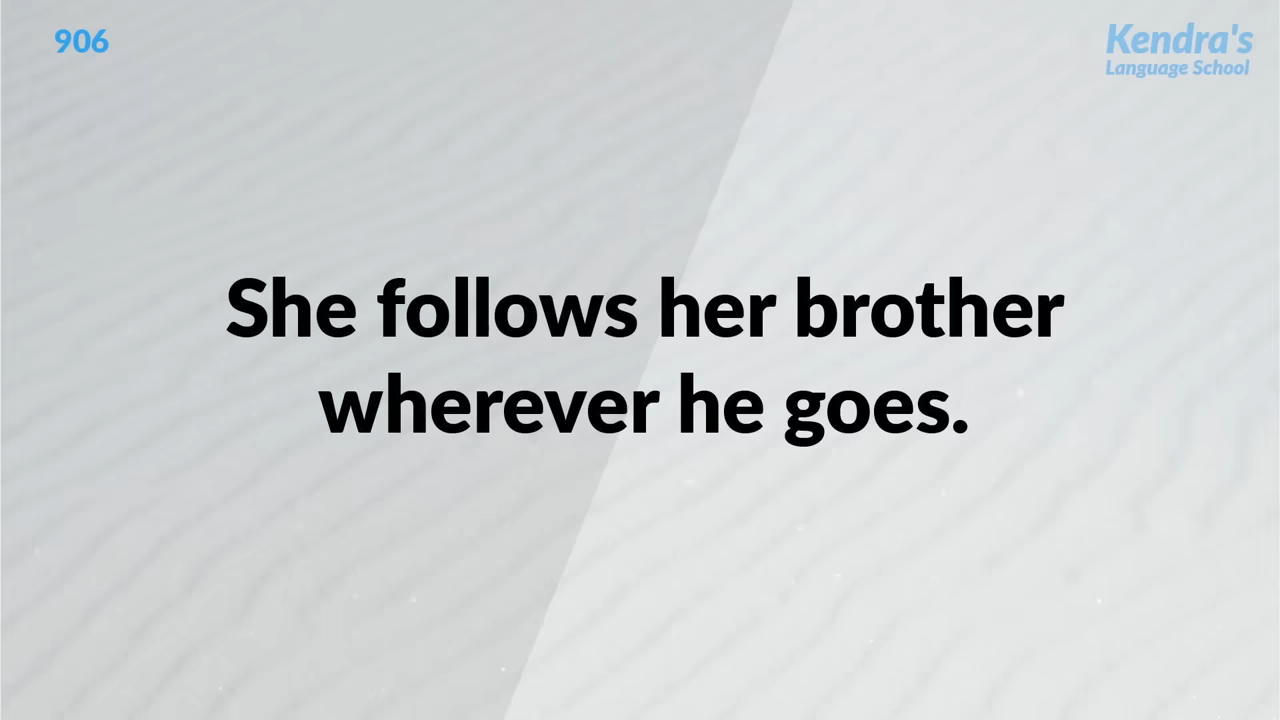 906
Kendra's
Language School
She follows her brother
wherever he goes.